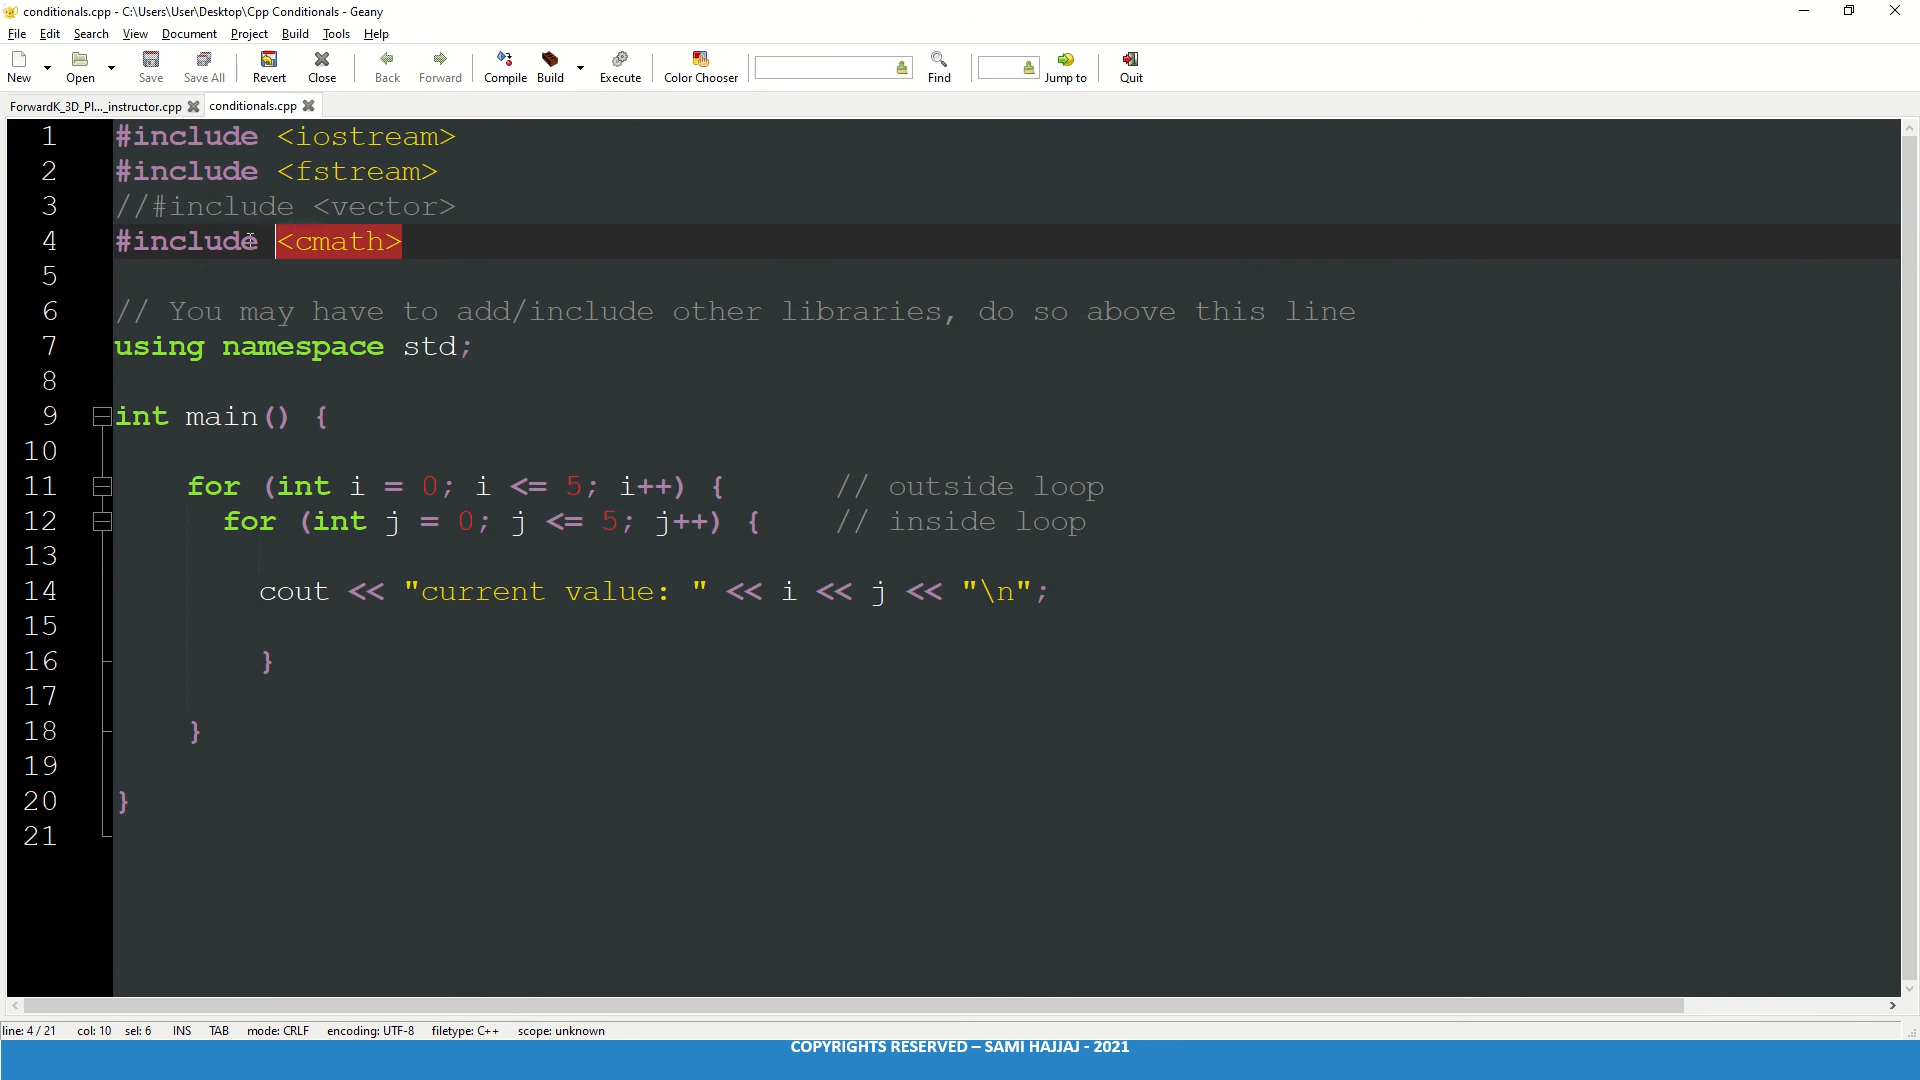 conditionals.cpp - C:\Users\User\Desktop\Cpp Conditionals - Geany
File Edit Search View Document Project Build Tools Help
New Open Save Save All Revert Close Back Forward Compile Build Execute Color Chooser Find Jump to Quit
ForwardK_3D_Pl..._instructor.cpp conditionals.cpp
1 #include <iostream>
2 #include <fstream>
3 //#include <vector>
4 #include <cmath>
5
6 // You may have to add/include other libraries, do so above this line
7 using namespace std;
8
9 int main() {
10
11 for (int i = 0; i <= 5; i++) { // outside loop
12 for (int j = 0; j <= 5; j++) { // inside loop
13
14 cout << "current value: " << i << j << "\n";
15
16 }
17
18 }
19
20 }
21
line: 4 / 21 col: 10 sel: 6 INS TAB mode: CRLF encoding: UTF-8 filetype: C++ scope: unknown
COPYRIGHTS RESERVED – SAMI HAJJAJ - 2021